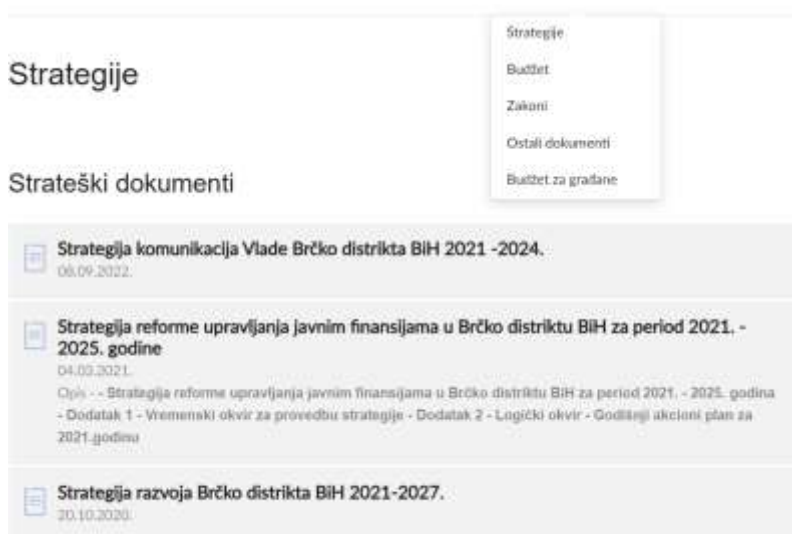 Strategije
Budžet
Zakoni
Ostali dokumenti
Budžet za građane
Strategije
Strateški dokumenti
Strategija komunikacija Vlade Brčko distrikta BiH 2021 -2024.
08.09.2022.
Strategija reforme upravljanja javnim finansijama u Brčko distriktu BiH za period 2021. -
2025. godine
04.03.2021.
Opis - - Strategija reforme upravljanja javnim finansijama u Brčko distriktu BiH za period 2021. - 2025. godina
- Dodatak 1 - Vremenski okvir za provedbu strategije - Dodatak 2 - Logički okvir - Godišnji akcioni plan za
2021.godinu
Strategija razvoja Brčko distrikta BiH 2021-2027.
20.10.2020.